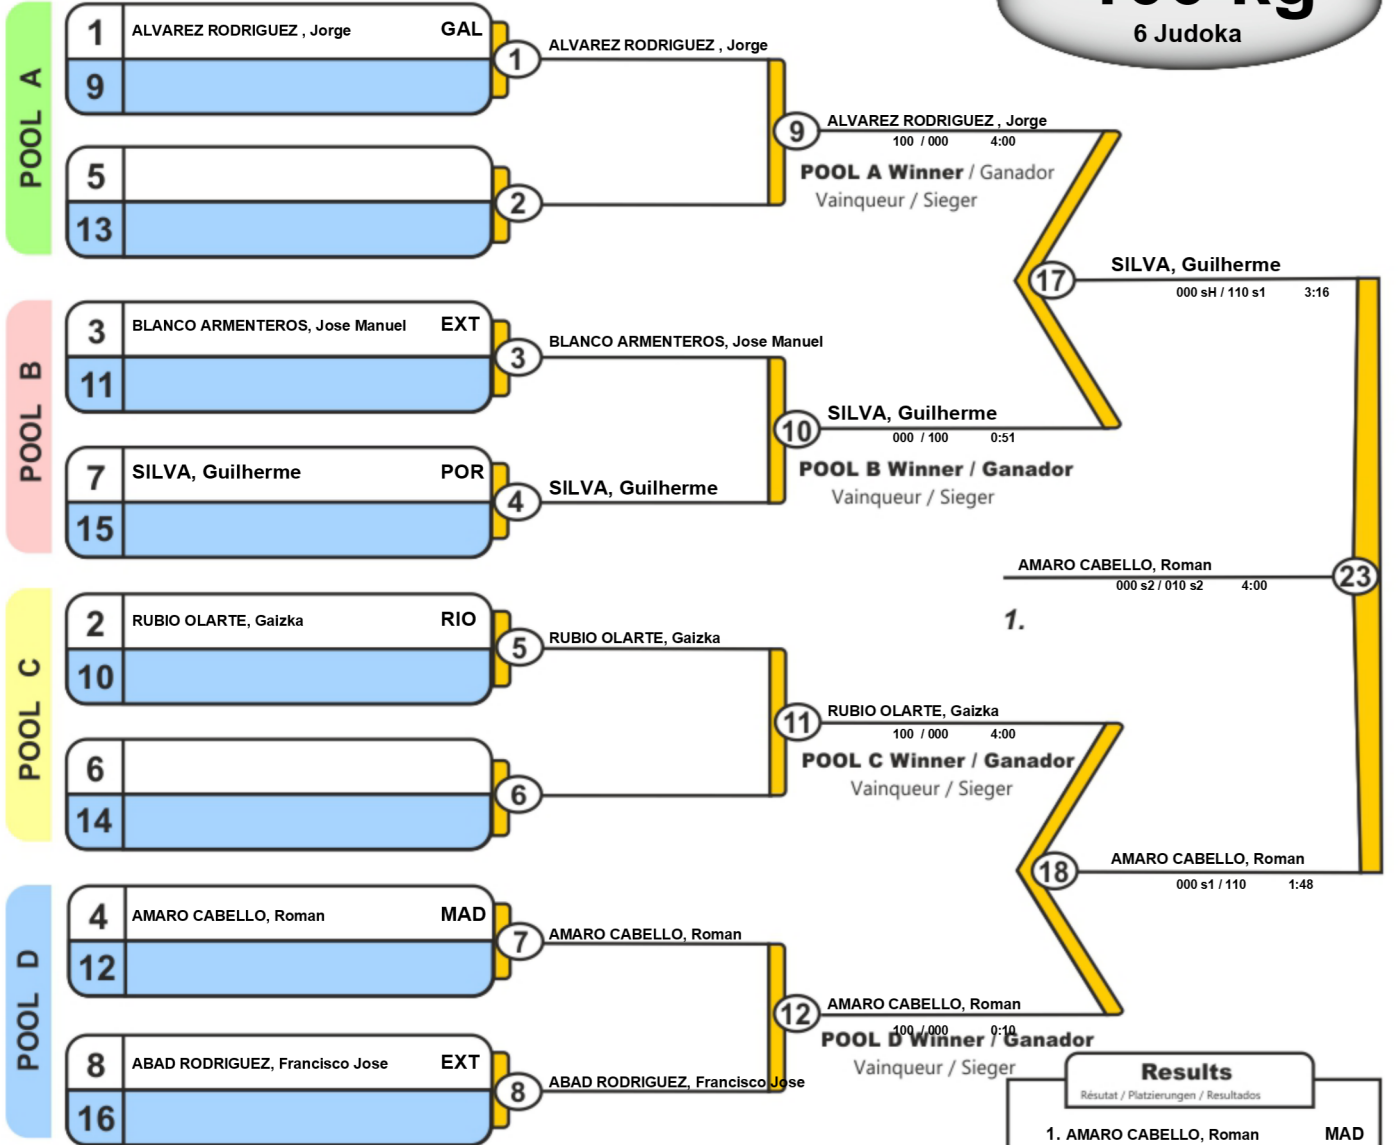 6 Judoka
POOL A
1 ALVAREZ RODRIGUEZ , Jorge GAL
9
1
ALVAREZ RODRIGUEZ , Jorge
5
13
2
9
ALVAREZ RODRIGUEZ , Jorge
100 / 000 4:00
POOL A Winner / Ganador
Vainqueur / Sieger
POOL B
3 BLANCO ARMENTEROS, Jose Manuel EXT
11
3
BLANCO ARMENTEROS, Jose Manuel
7 SILVA, Guilherme POR
15
4
SILVA, Guilherme
10
SILVA, Guilherme
000 / 100 0:51
POOL B Winner / Ganador
Vainqueur / Sieger
17
SILVA, Guilherme
000 sH / 110 s1 3:16
AMARO CABELLO, Roman
23
000 s2 / 010 s2 4:00
1.
POOL C
2 RUBIO OLARTE, Gaizka RIO
10
5
RUBIO OLARTE, Gaizka
6
14
6
11
RUBIO OLARTE, Gaizka
100 / 000 4:00
POOL C Winner / Ganador
Vainqueur / Sieger
POOL D
4 AMARO CABELLO, Roman MAD
12
7
AMARO CABELLO, Roman
8 ABAD RODRIGUEZ, Francisco Jose EXT
16
8
ABAD RODRIGUEZ, Francisco Jose
12
AMARO CABELLO, Roman
100 / 000 0:10
POOL D Winner / Ganador
Vainqueur / Sieger
18
AMARO CABELLO, Roman
000 s1 / 110 1:48
Results
Résutat / Platzierungen / Resultados
1. AMARO CABELLO, Roman MAD